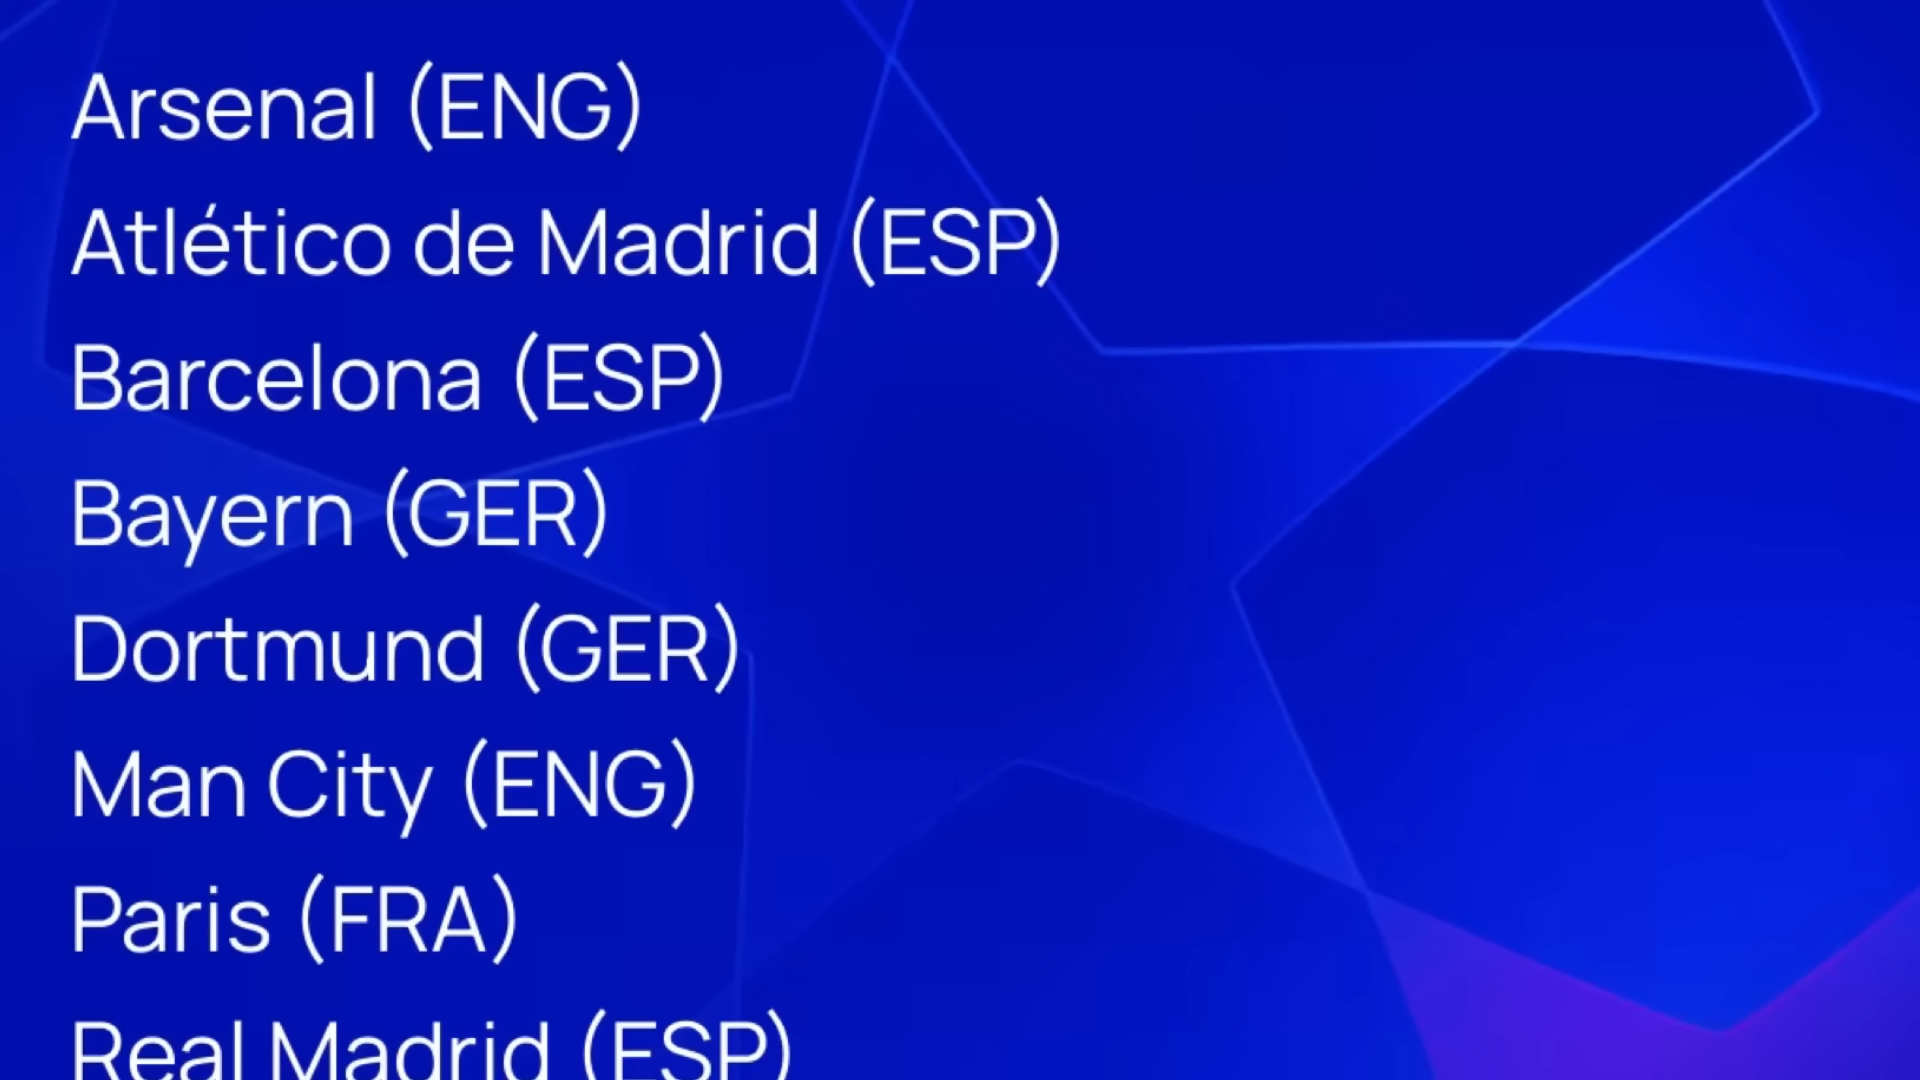 Arsenal (ENG)
Atlético de Madrid (ESP)
Barcelona (ESP)
Bayern (GER)
Dortmund (GER)
Man City (ENG)
Paris (FRA)
Real Madrid (ESP)